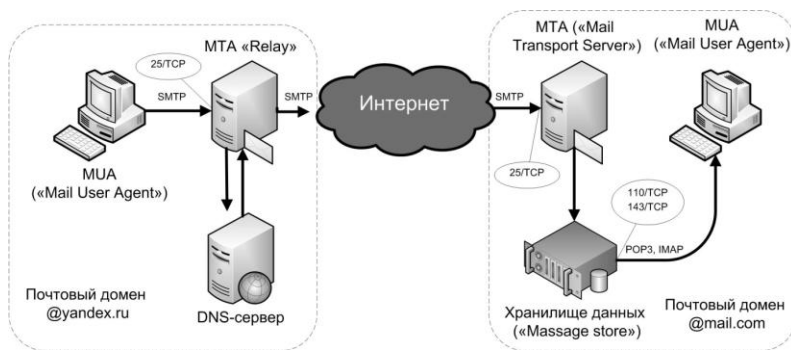 MTA «Relay»
25/TCP
SMTP
SMTP
MUA
(«Mail User Agent»)
DNS-сервер
Почтовый домен
@yandex.ru
Интернет
MTA («Mail
Transport Server»)
MUA
(«Mail User Agent»)
SMTP
25/TCP
110/TCP
143/TCP
POP3, IMAP
Хранилище данных
(«Massage store»)
Почтовый домен
@mail.com